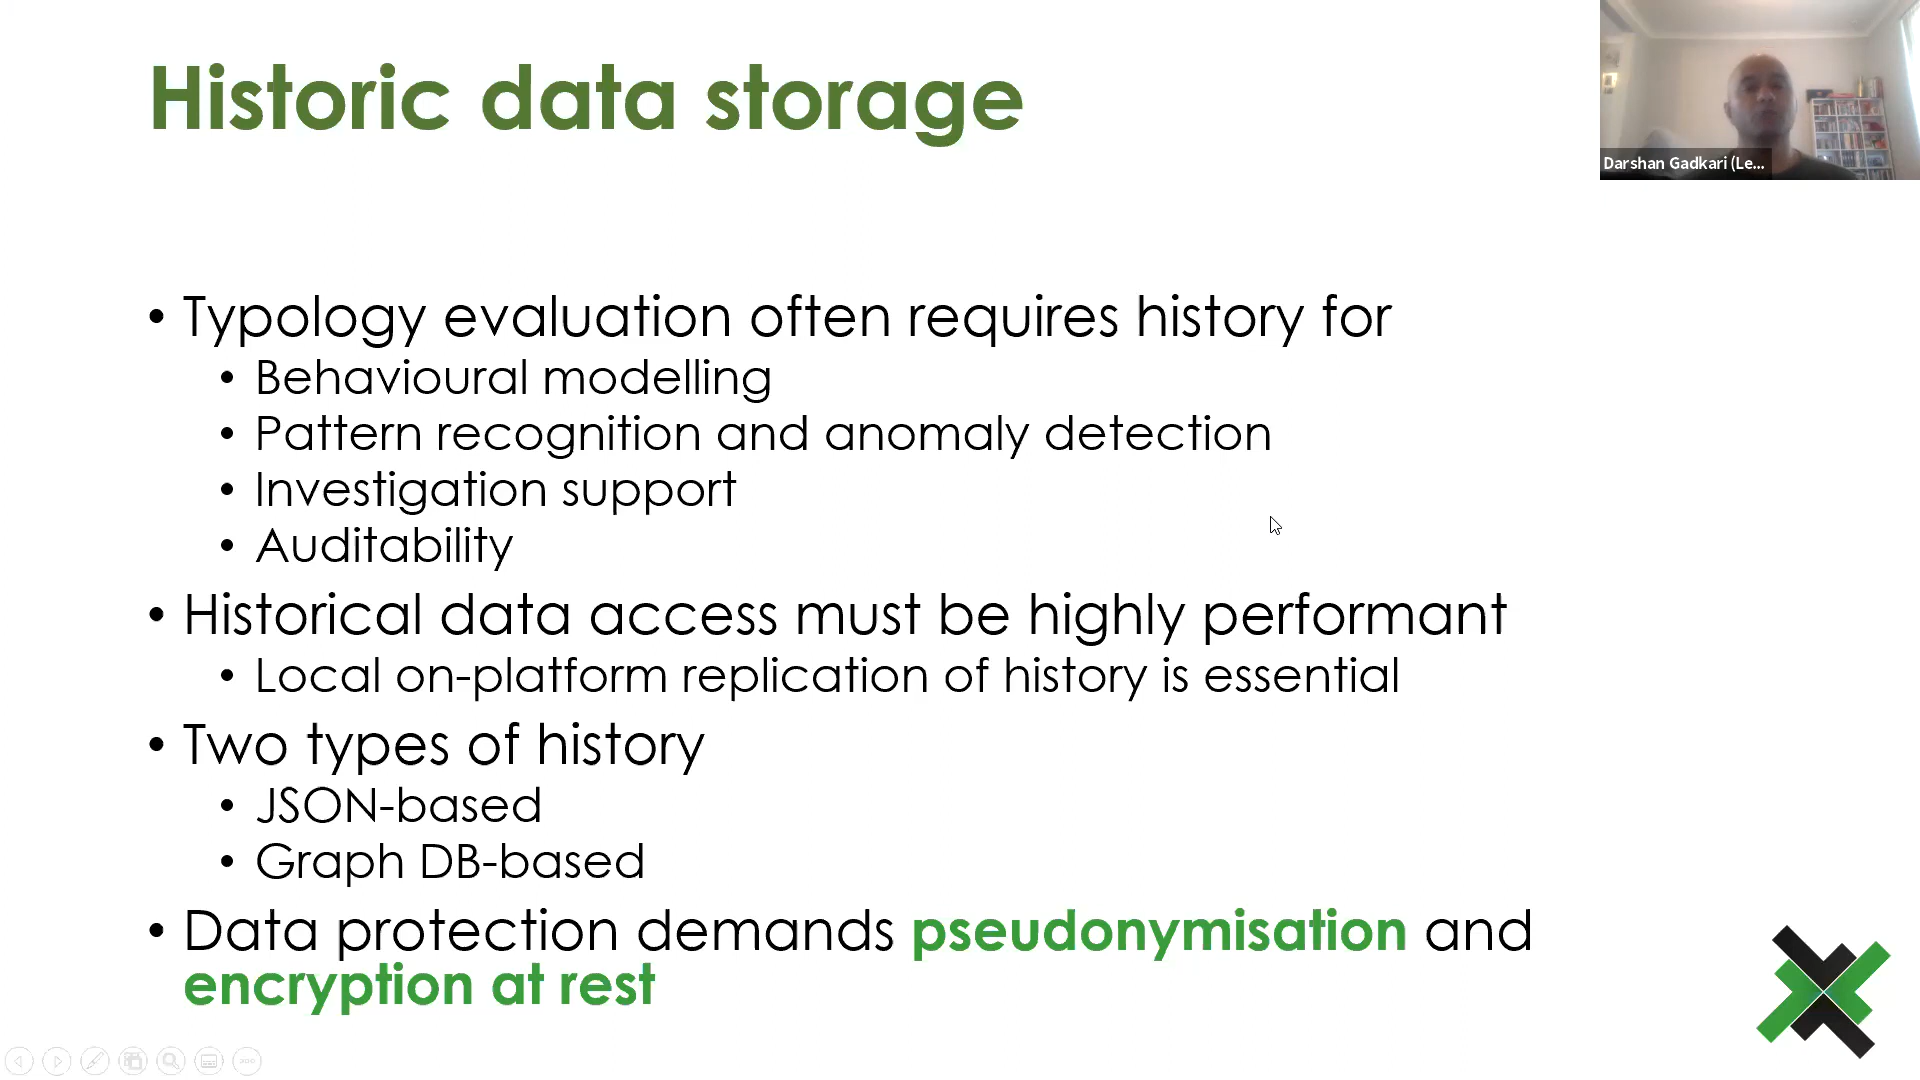 Historic data storage
Darshan Gadkari (Le...
• Typology evaluation often requires history for
• Behavioural modelling
• Pattern recognition and anomaly detection
• Investigation support
• Auditability
• Historical data access must be highly performant
• Local on-platform replication of history is essential
• Two types of history
• JSON-based
• Graph DB-based
• Data protection demands pseudonymisation and
encryption at rest